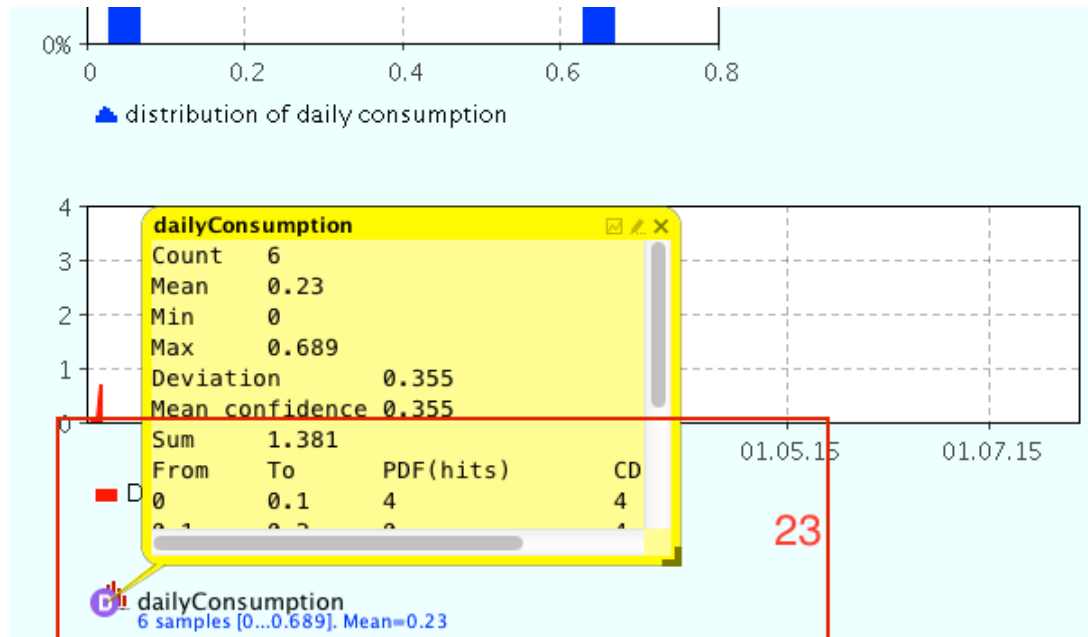 0%
0 0.2 0.4 0.6 0.8
distribution of daily consumption
4
dailyConsumption
Count 6
3
Mean 0.23
2
Min 0
Max 0.689
1
Deviation 0.355
Mean confidence 0.355
0
Sum 1.381
01.05.15 01.07.15
From To PDF(hits) CD
D
0 0.1 4 4
23
D dailyConsumption
6 samples [0...0.689]. Mean=0.23